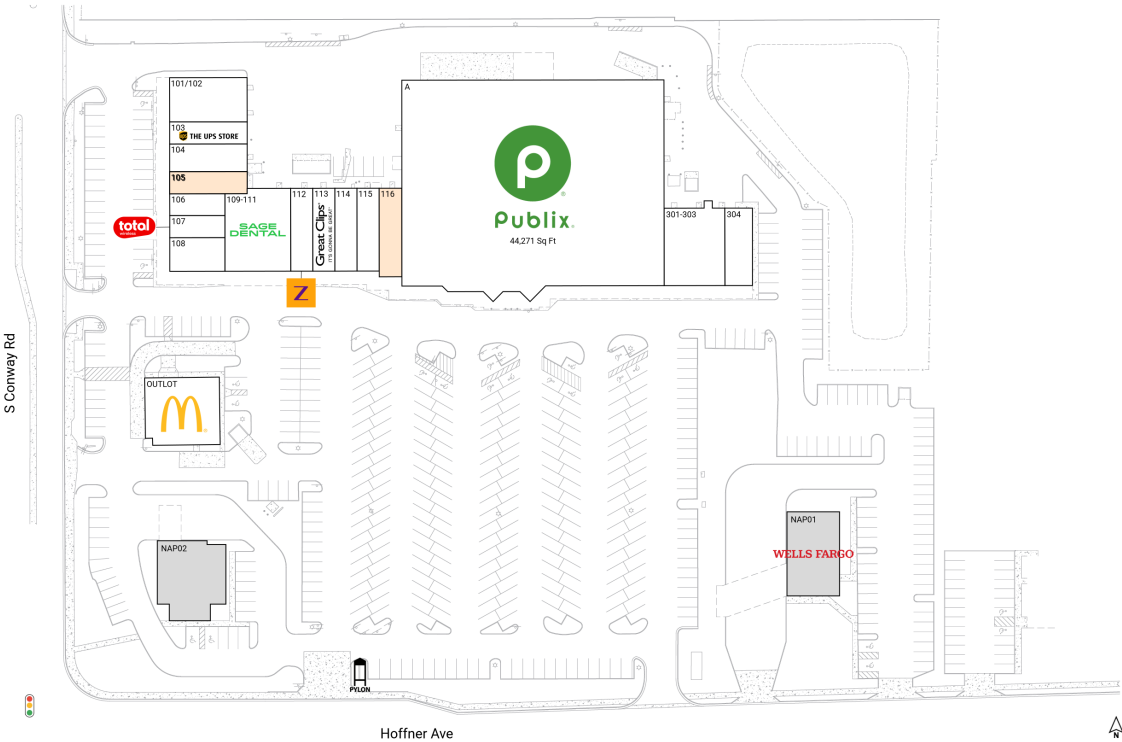 101/102
103
THE UPS STORE
104
105
106
107
108
total
wireless
109-111
SAGE
DENTAL
112
113
Great Clips
IT'S GONNA BE GREAT
114
115
116
Z
A
Publix.
44,271 Sq Ft
301-303
304
S Conway Rd
OUTLOT
NAP02
NAP01
WELLS FARGO
PYLON
Hoffner Ave
N